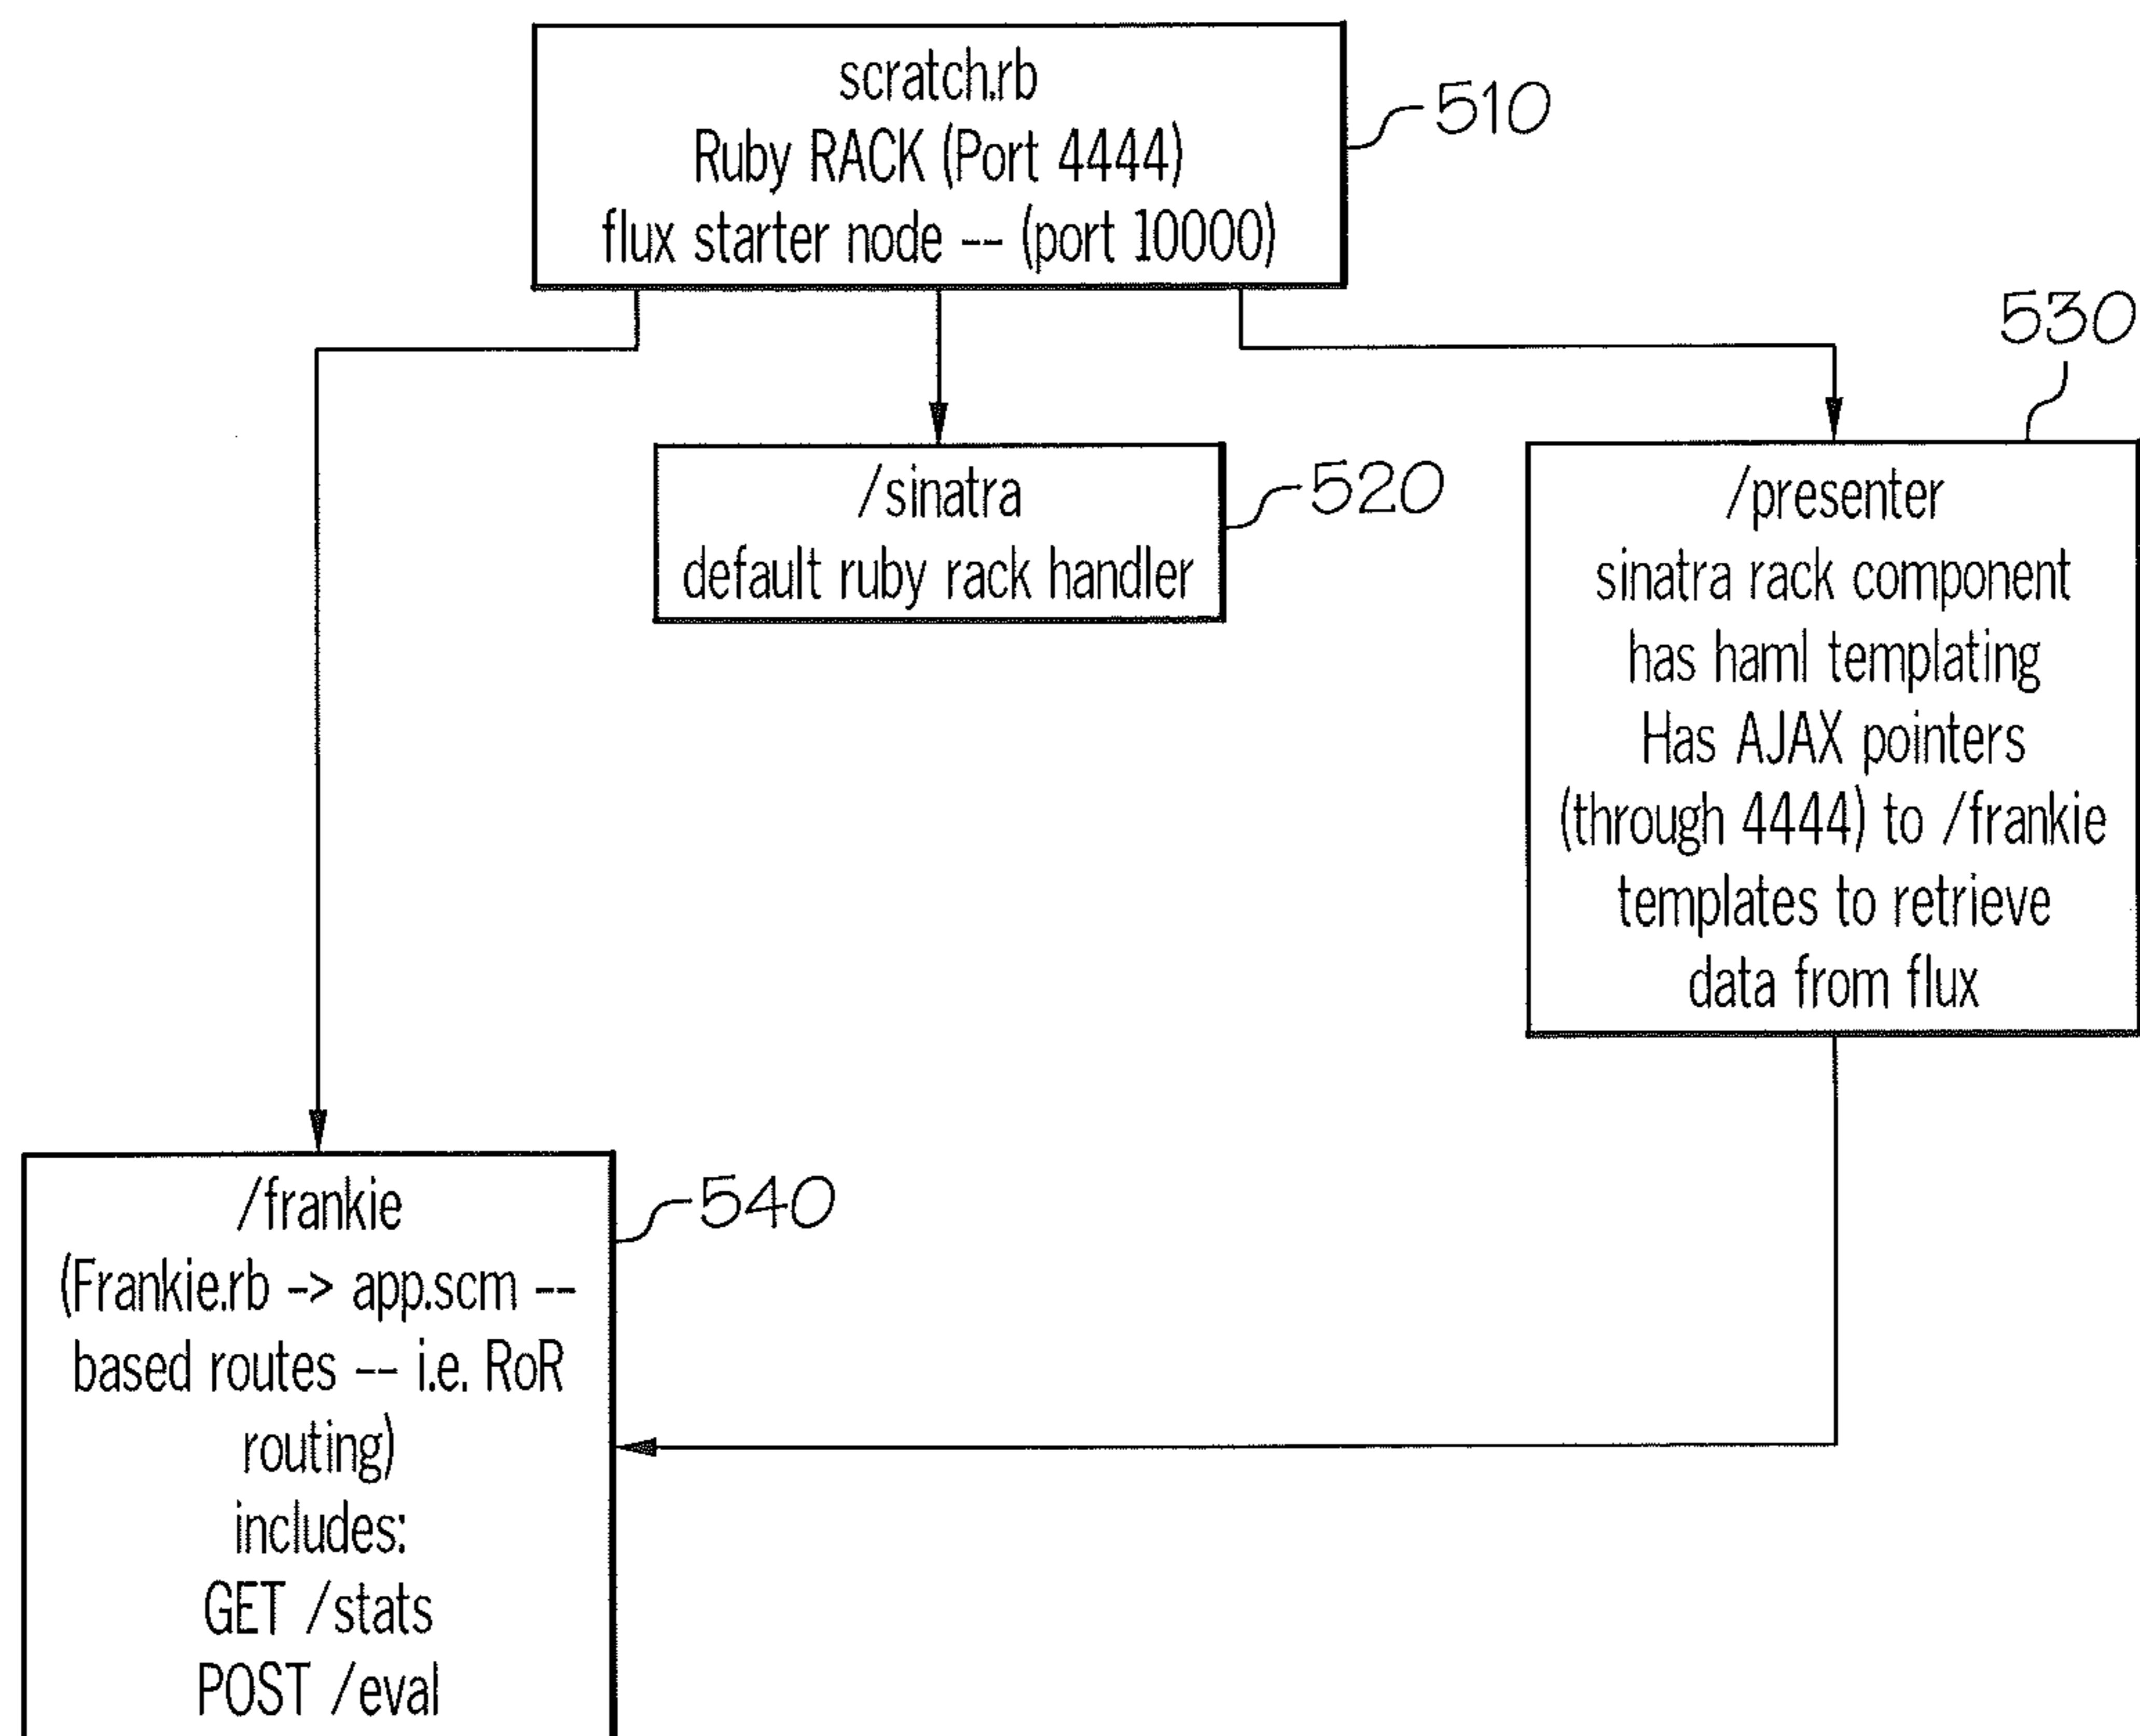 scratch.rb
Ruby RACK (Port 4444)
flux starter node -- (port 10000)
510
530
/sinatra
default ruby rack handler
520
/presenter
sinatra rack component
has haml templating
Has AJAX pointers
(through 4444) to /frankie
templates to retrieve
data from flux
/frankie
(Frankie.rb -> app.scm --
based routes -- i.e. RoR
routing)
includes:
GET /stats
POST /eval
540